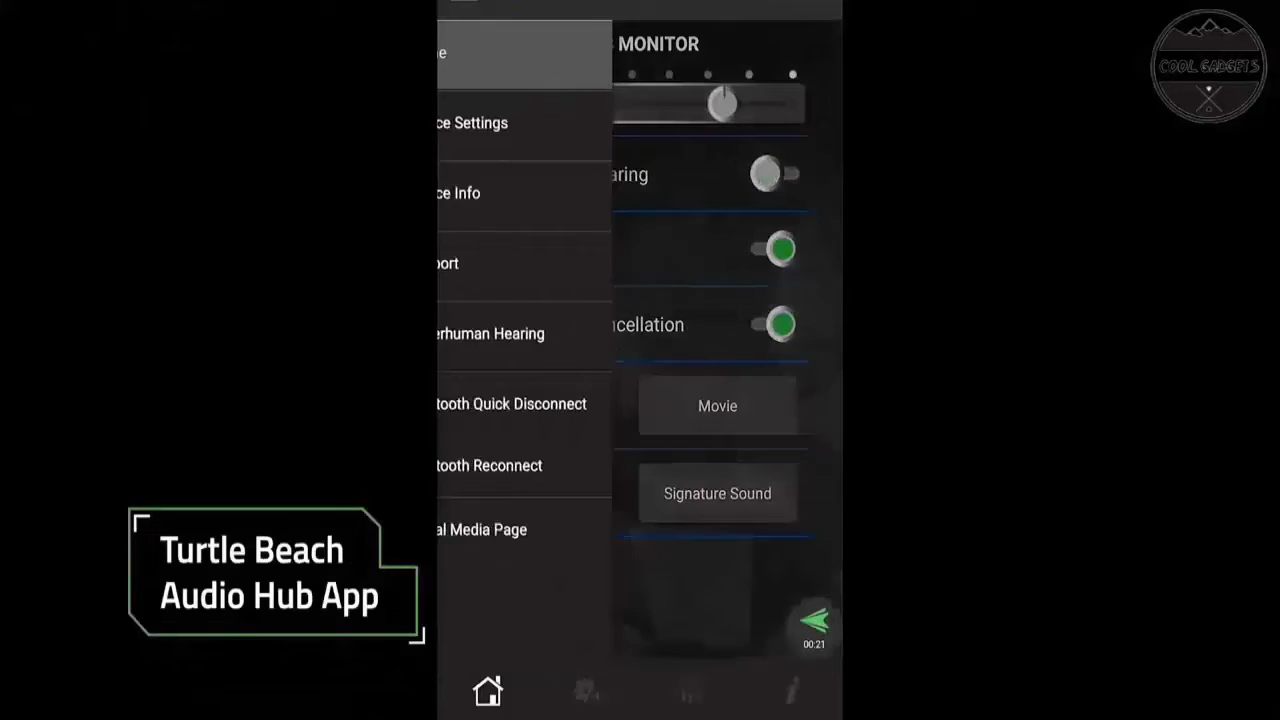 COOL GADGETS
MONITOR
ce Settings
aring
ce Info
ort
cellation
erhuman Hearing
tooth Quick Disconnect
Movie
tooth Reconnect
Signature Sound
al Media Page
Turtle Beach
Audio Hub App
00:21